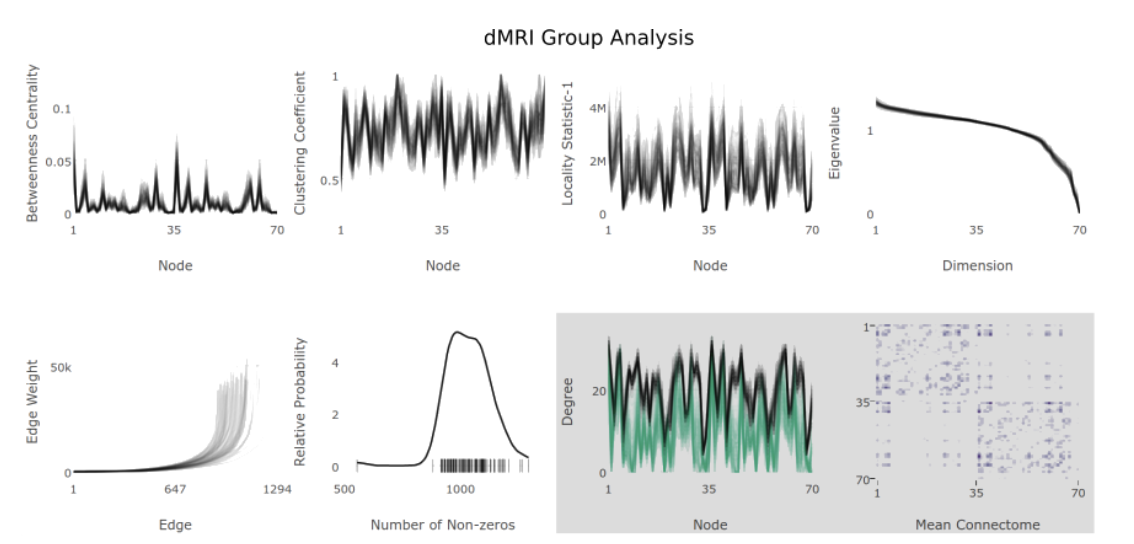 dMRI Group Analysis
Betweenness Centrality
0.1
0.05
0
1 35 70
Node
Clustering Coefficient
1
0.5
1 35
Node
Locality Statistic-1
4M
2M
0
1 35 70
Node
Eigenvalue
1
0
1 35 70
Dimension
Edge Weight
50k
0
1 647 1294
Edge
Relative Probability
4
2
0
500 1000
Number of Non-zeros
Degree
20
0
1 35 70
Node
1
35
70
1 35 70
Mean Connectome